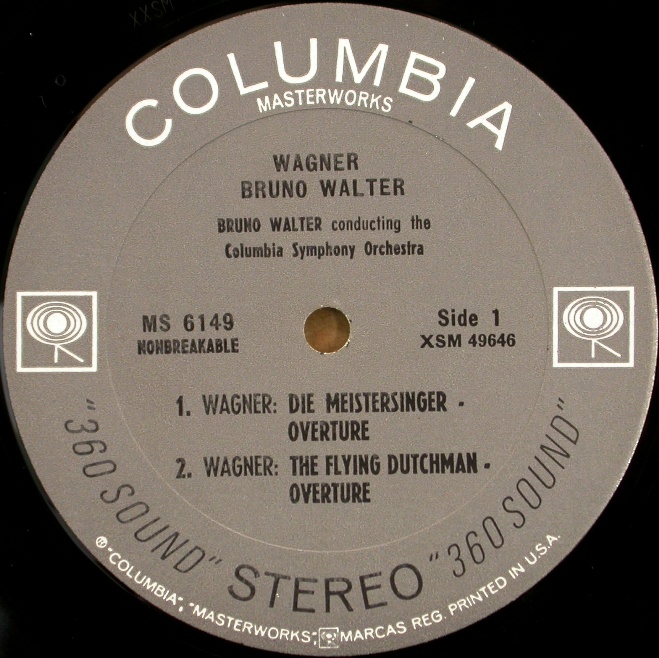 COLUMBIA
MASTERWORKS
WAGNER
BRUNO WALTER
BRUNO WALTER conducting the
Columbia Symphony Orchestra
MS 6149
NONBREAKABLE
Side 1
XSM 49646
1. WAGNER: DIE MEISTERSINGER -
OVERTURE
2. WAGNER: THE FLYING DUTCHMAN -
OVERTURE
"360 SOUND" STEREO "360 SOUND"
® "COLUMBIA", "MASTERWORKS", MARCAS REG. PRINTED IN U.S.A.